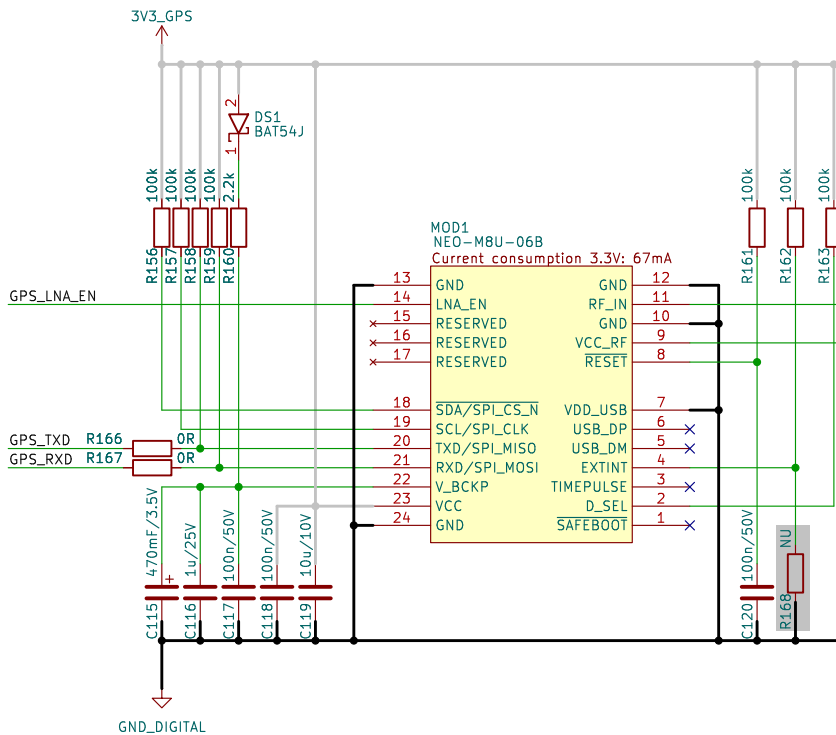 3V3_GPS
2
DS1
BAT54J
1
100k
100k
100k
100k
2.2k
R156
R157
R158
R159
R160
100k
100k
100k
R161
R162
R163
MOD1
NEO-M8U-06B
Current consumption 3.3V: 67mA
13 GND GND 12
GPS_LNA_EN
14 LNA_EN RF_IN 11
15 RESERVED GND 10
16 RESERVED VCC_RF 9
17 RESERVED RESET 8
18 SDA/SPI_CS_N VDD_USB 7
19 SCL/SPI_CLK USB_DP 6
GPS_TXD R166 0R
20 TXD/SPI_MISO USB_DM 5
GPS_RXD R167 0R
21 RXD/SPI_MOSI EXTINT 4
22 V_BCKP TIMEPULSE 3
23 VCC D_SEL 2
24 GND SAFEBOOT 1
470mF/3.5V
1u/25V
100n/50V
100n/50V
10u/10V
100n/50V
NU
+
C115
C116
C117
C118
C119
C120
R168
GND_DIGITAL